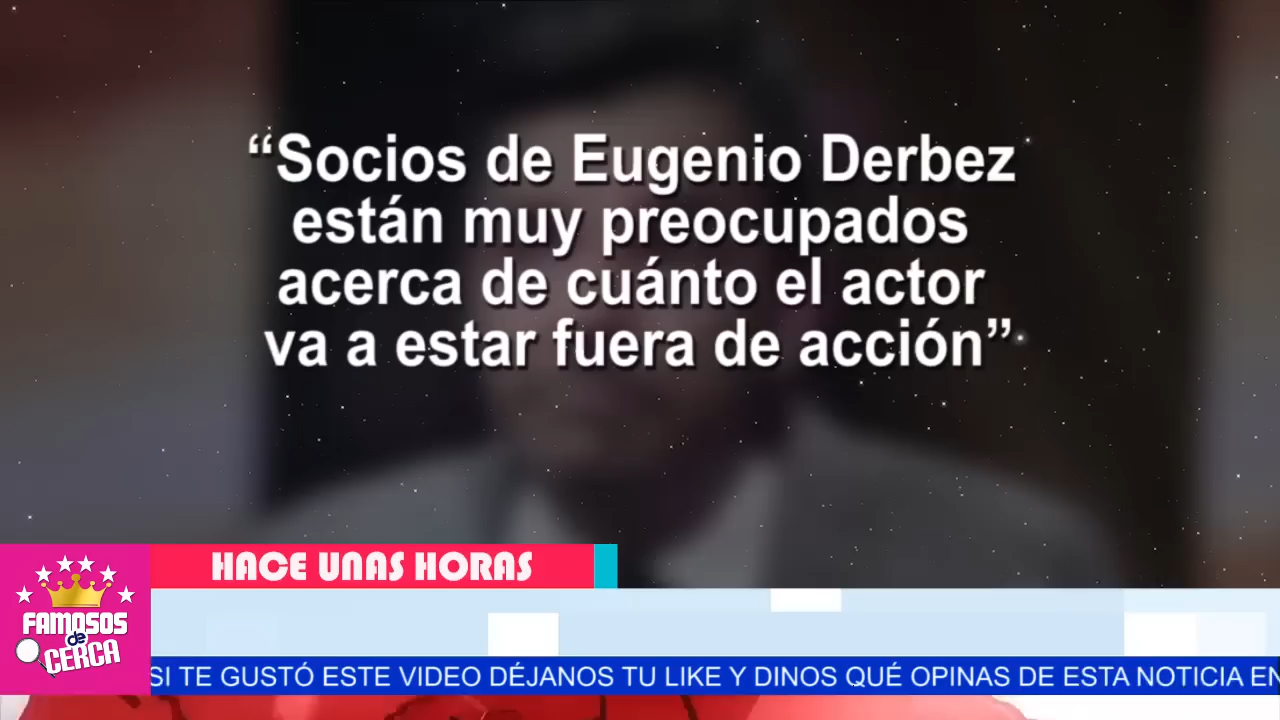 “Socios de Eugenio Derbez
están muy preocupados
acerca de cuánto el actor
va a estar fuera de acción”
HACE UNAS HORAS
FAMOSOS
de
CERCA
SI TE GUSTÓ ESTE VIDEO DÉJANOS TU LIKE Y DINOS QUÉ OPINAS DE ESTA NOTICIA EN